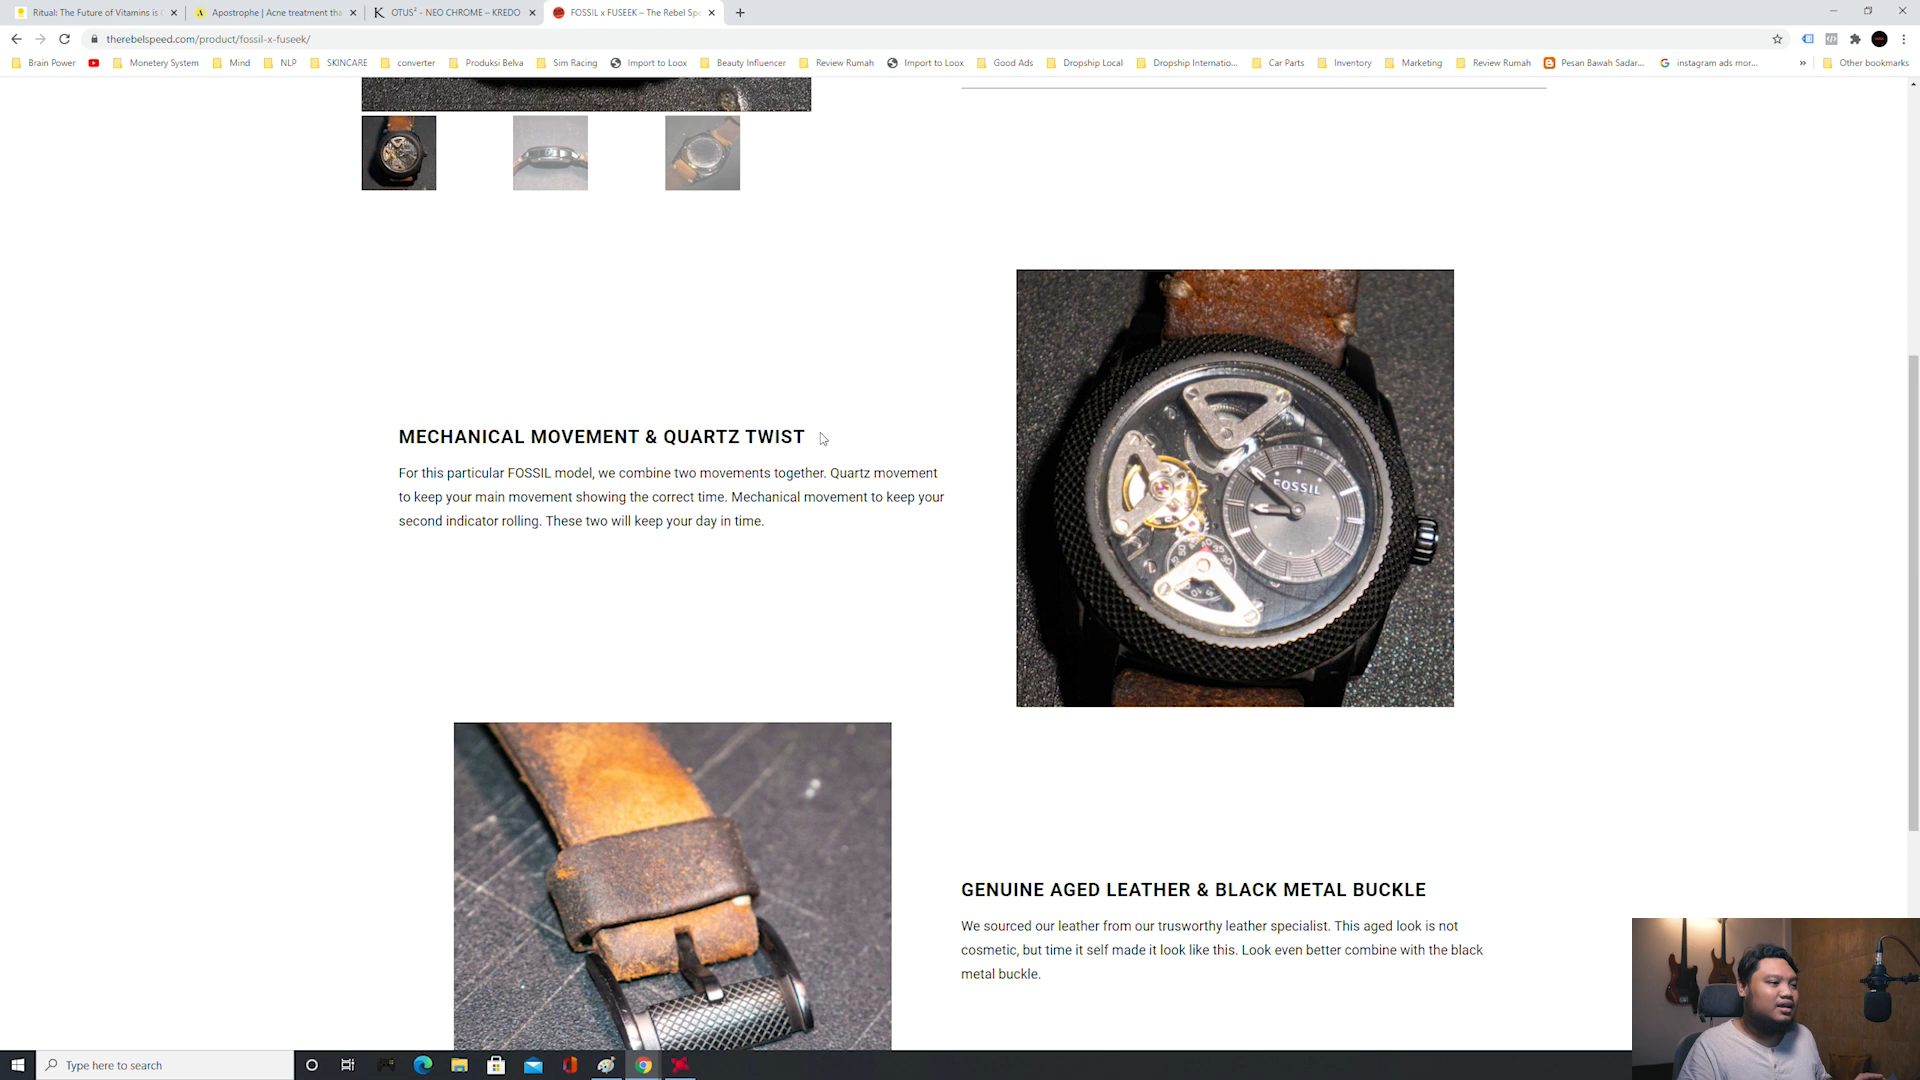 Ritual: The Future of Vitamins is
Apostrophe | Acne treatment tha
OTUS² - NEO CHROME – KREDO
FOSSIL x FUSEEK – The Rebel Spe
therebelspeed.com/product/fossil-x-fuseek/
Brain Power
Monetery System
Mind
NLP
SKINCARE
converter
Produksi Belva
Sim Racing
Import to Loox
Beauty Influencer
Review Rumah
Import to Loox
Good Ads
Dropship Local
Dropship Internatio...
Car Parts
Inventory
Marketing
Review Rumah
Pesan Bawah Sadar...
instagram ads mor...
»
Other bookmarks
MECHANICAL MOVEMENT & QUARTZ TWIST
For this particular FOSSIL model, we combine two movements together. Quartz movement
to keep your main movement showing the correct time. Mechanical movement to keep your
second indicator rolling. These two will keep your day in time.
FOSSIL
GENUINE AGED LEATHER & BLACK METAL BUCKLE
We sourced our leather from our trusworthy leather specialist. This aged look is not
cosmetic, but time it self made it look like this. Look even better combine with the black
metal buckle.
Type here to search